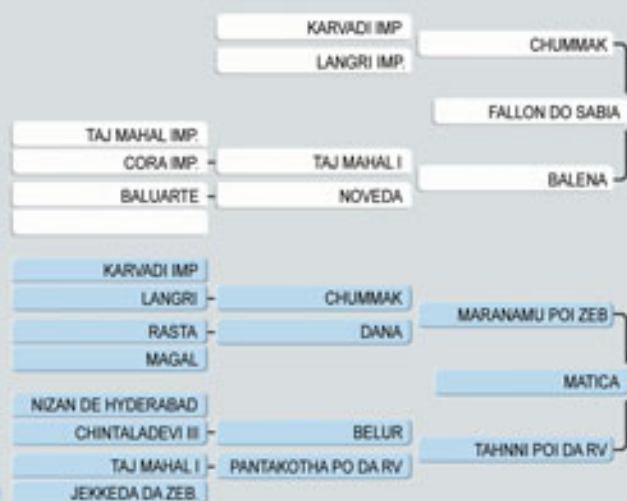 KARVADI IMP
CHUMMAK
LANGRI IMP.
FALLON DO SABIA
TAJ MAHAL IMP.
CORA IMP.
TAJ MAHAL I
BALENA
BALUARTE
NOVEDA
KARVADI IMP
LANGRI
CHUMMAK
MARANAMU POI ZEB
RASTA
DANA
MAGAL
MATICA
NIZAN DE HYDERABAD
CHINTALADEVI III
BELUR
TAHNNI POI DA RV
TAJ MAHAL I
PANTAKOTHA PO DA RV
JEKKEDA DA ZEB.